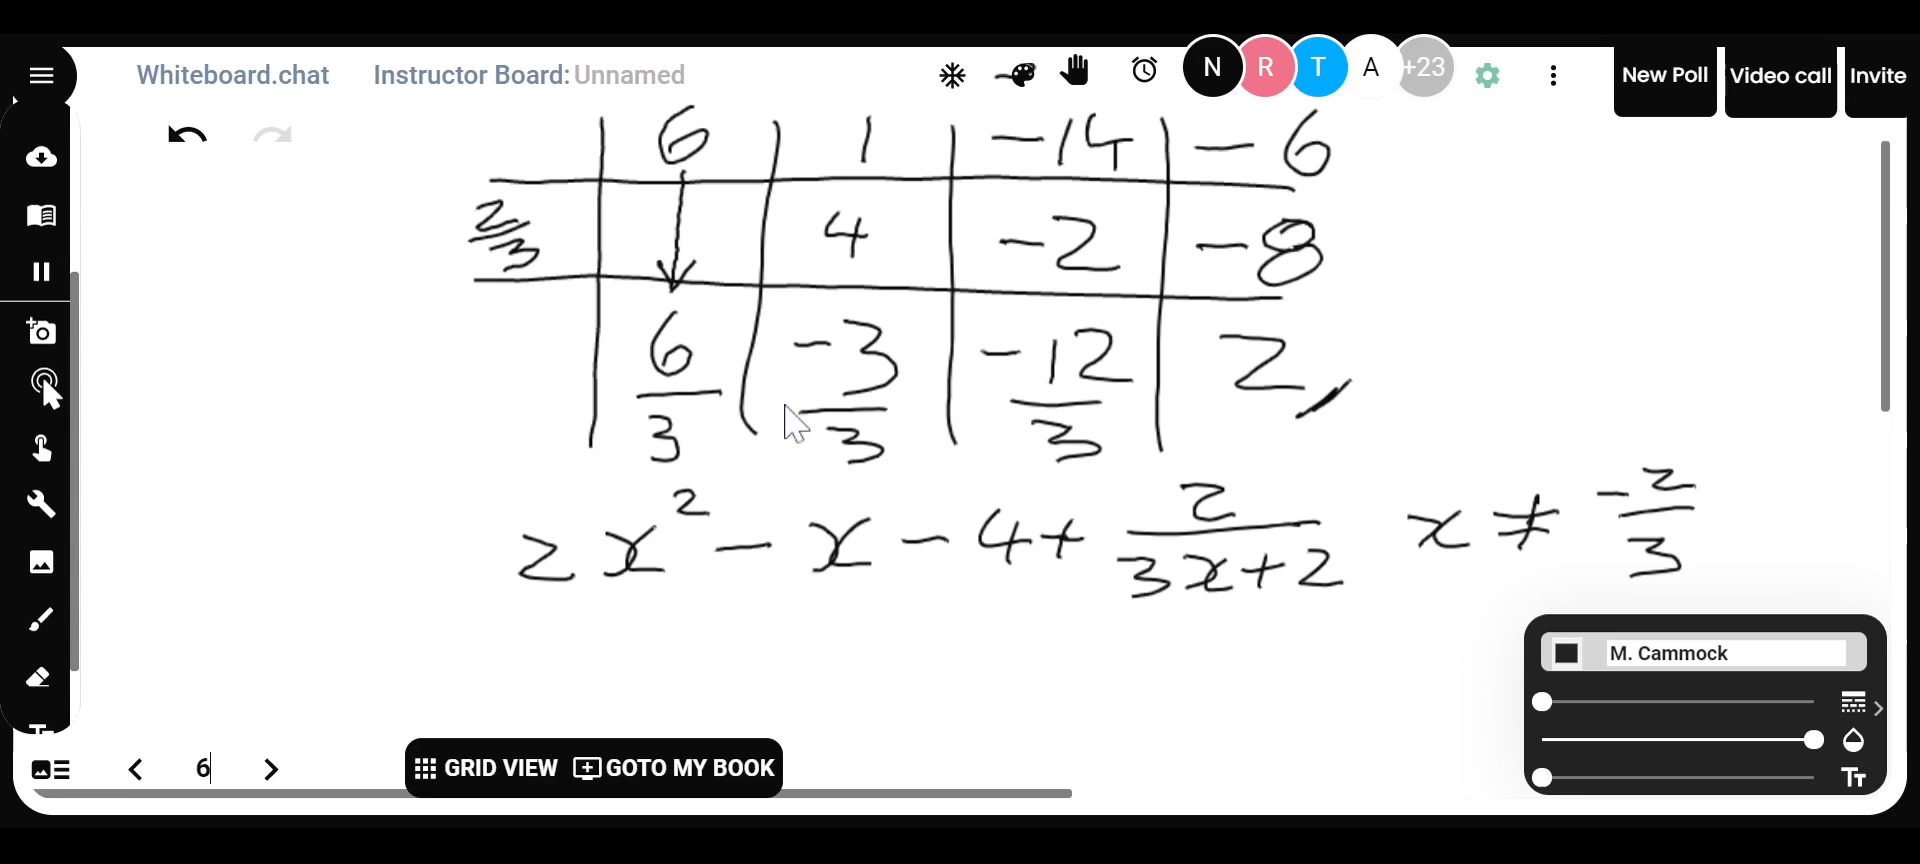 Whiteboard.chat Instructor Board: Unnamed N R T A +23 New Poll Video call Invite
6 1 -14 -6
2/3 4 -2 -8
6/3 -3/3 -12/3 2
2x² - x - 4 + 2/(3x+2) x ≠ -2/3
M. Cammock
6 GRID VIEW GOTO MY BOOK
Tт